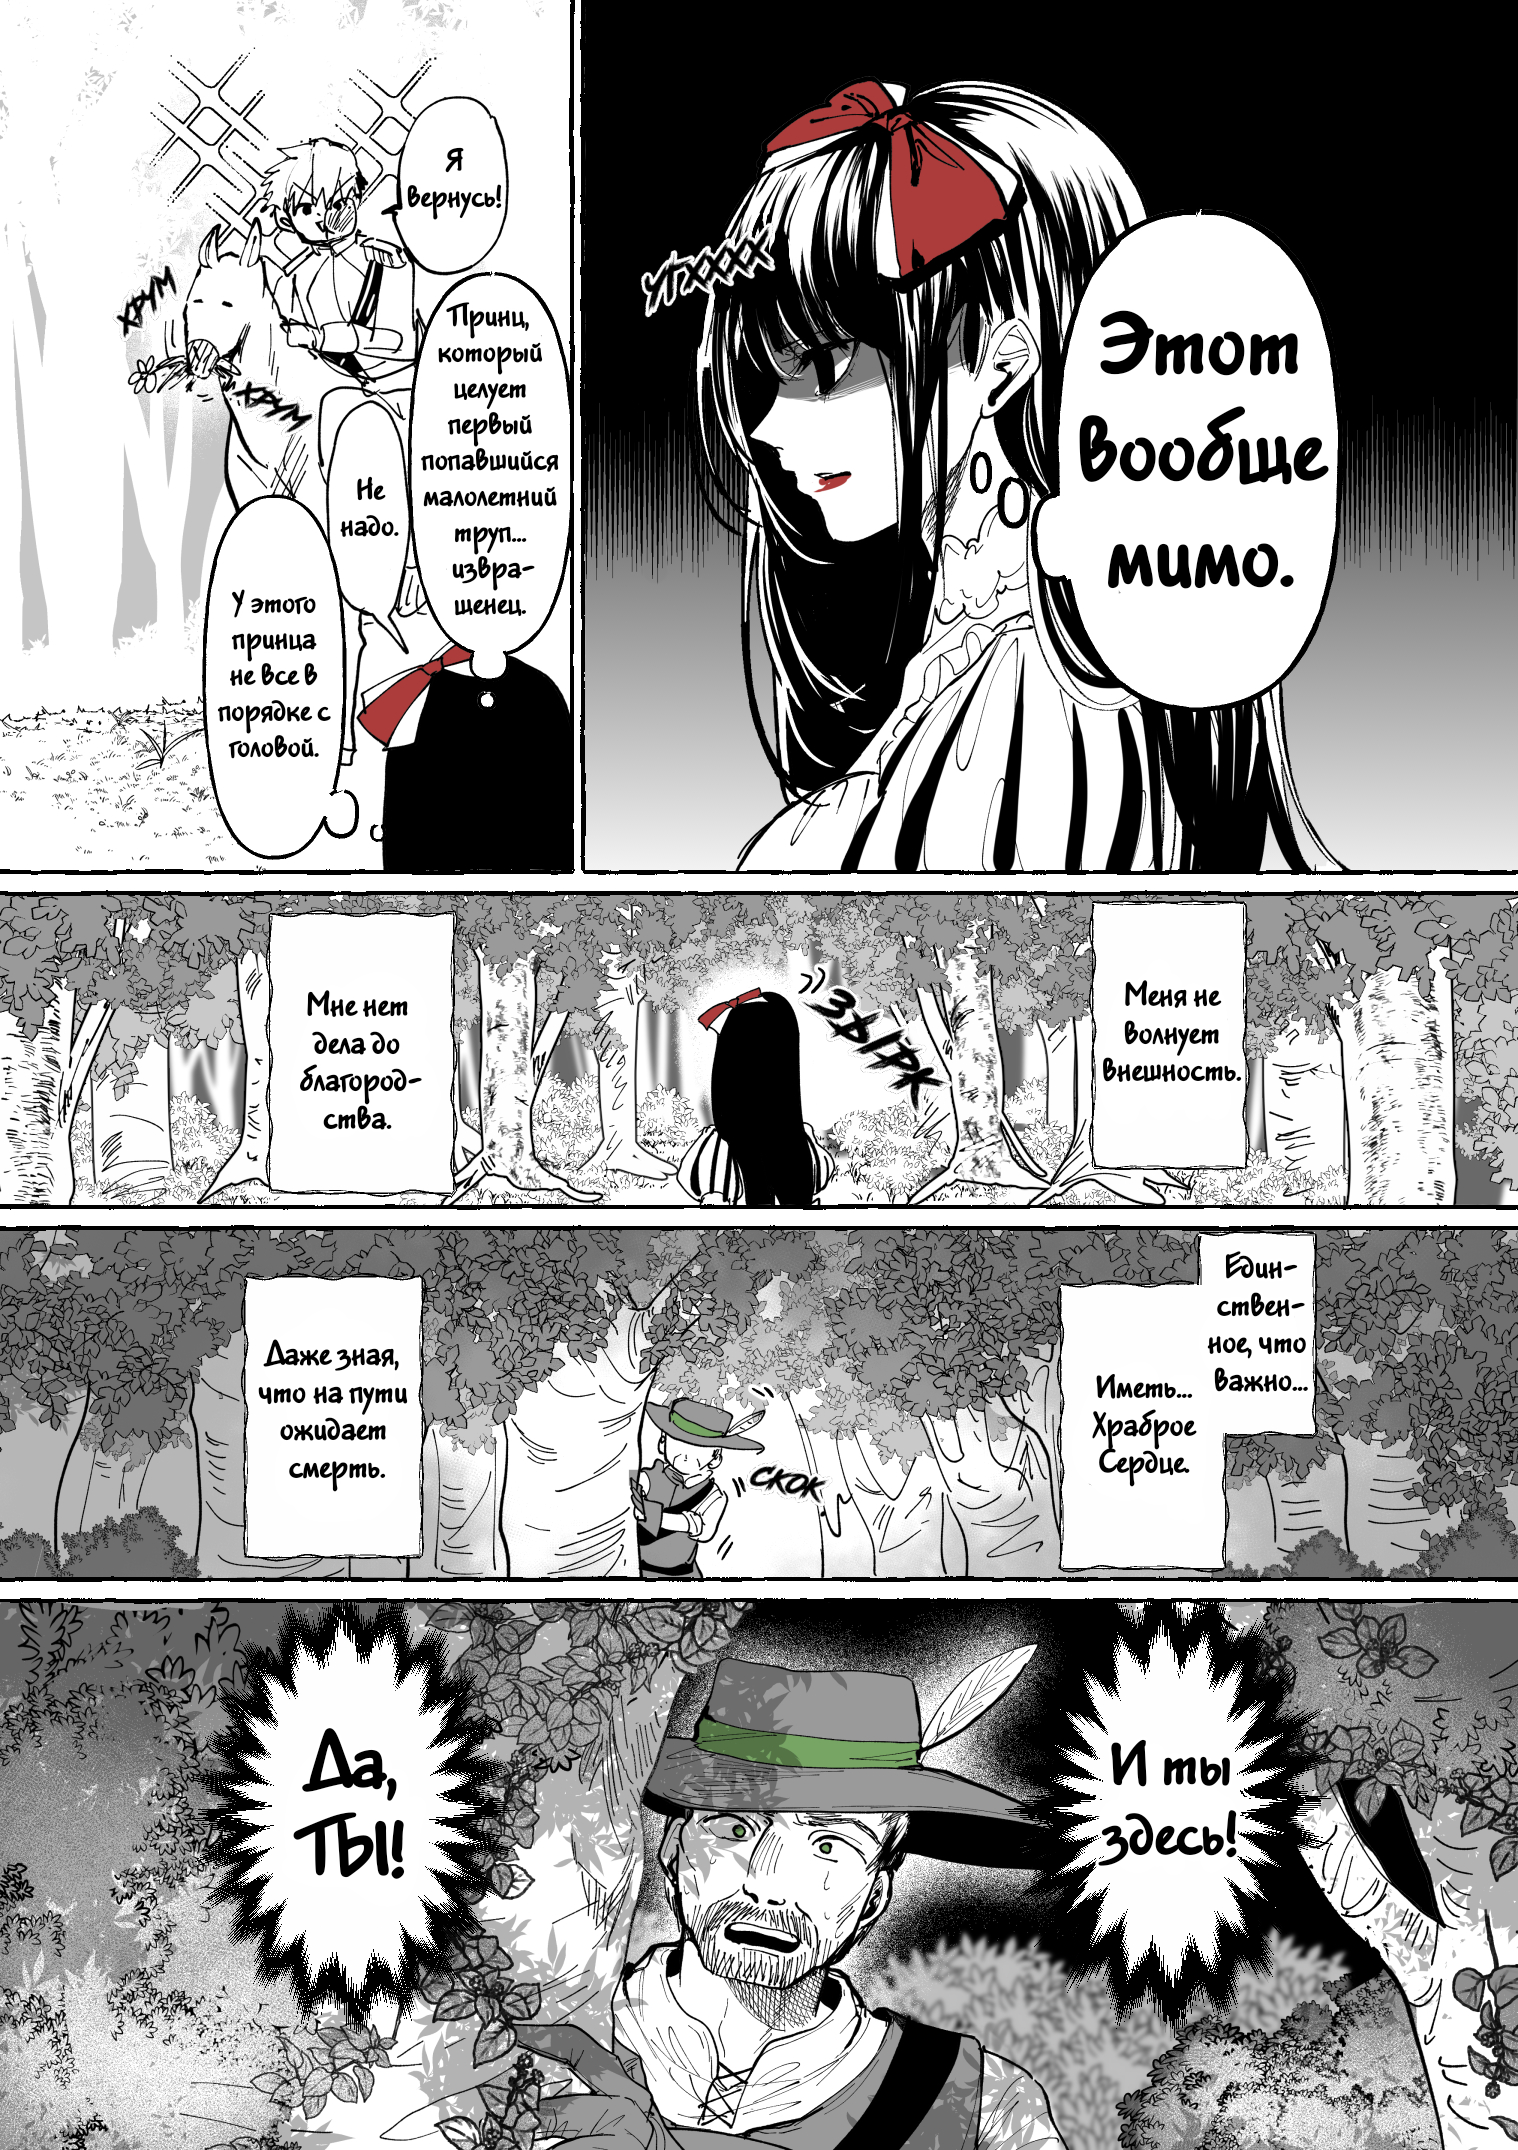 угхххх
Этот
вообще
мимо.
Я
вернусь!
хрум
хрум
Принц,
который
целует
первый
попавшийся
малолетний
труп...
извра-
щенец.
Не
надо.
У этого
принца
не все в
порядке с
головой.
Меня не
волнует
внешность.
зырк
Мне нет
дела до
благород-
ства.
Един-
ствен-
ное, что
важно...
Иметь...
Храброе
Сердце.
скок
Даже зная,
что на пути
ожидает
смерть.
И ты
здесь!
Да,
ТЫ!